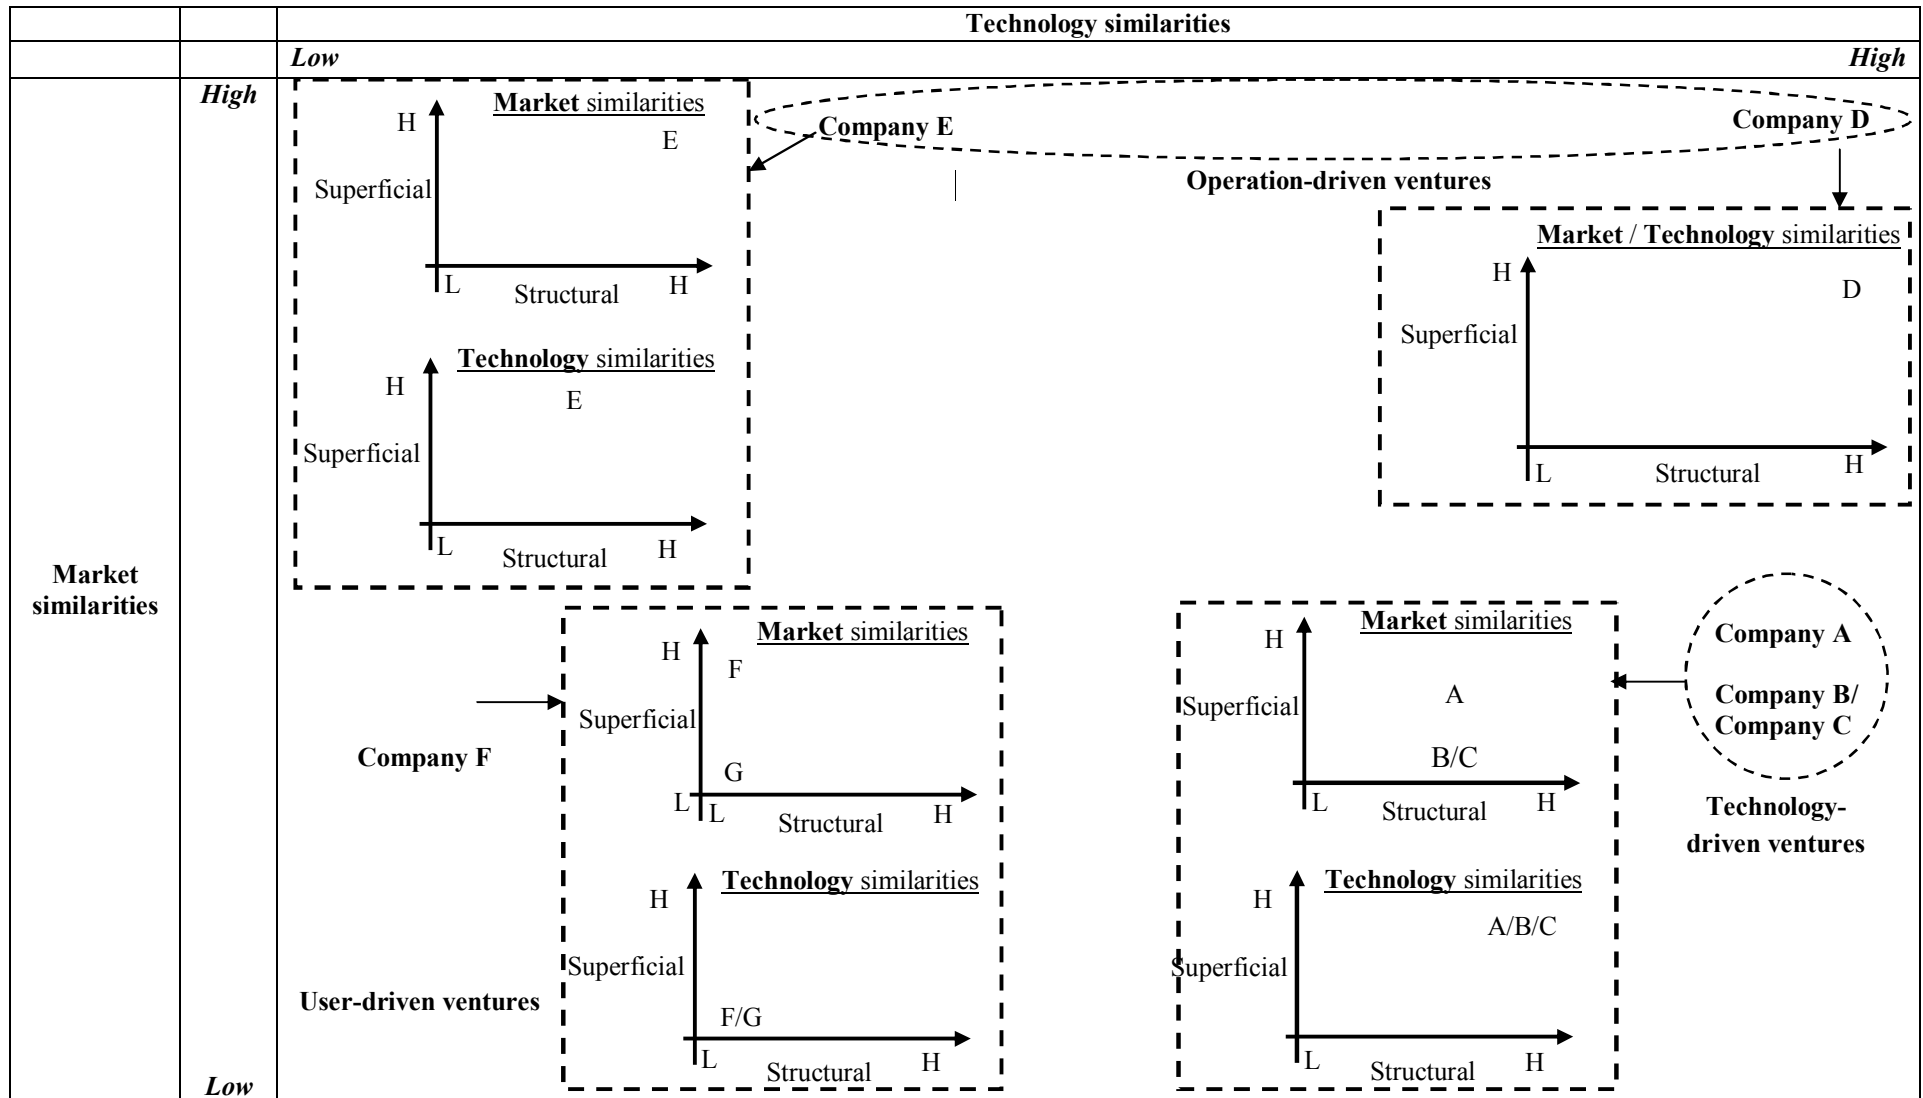 Technology similarities
Low High
High
Market similarities
H
E
Superficial
L Structural H
Technology similarities
H
E
Superficial
L Structural H
Company E
Company D
Operation-driven ventures
Market / Technology similarities
H
D
Superficial
L Structural H
Market
similarities
Market similarities
H
F
Superficial
G
L L Structural H
Company F
Technology similarities
H
Superficial
F/G
L Structural H
User-driven ventures
Market similarities
H
A
Superficial
B/C
L Structural H
Technology similarities
H
A/B/C
Superficial
L Structural H
Company A
Company B/
Company C
Technology-
driven ventures
Low